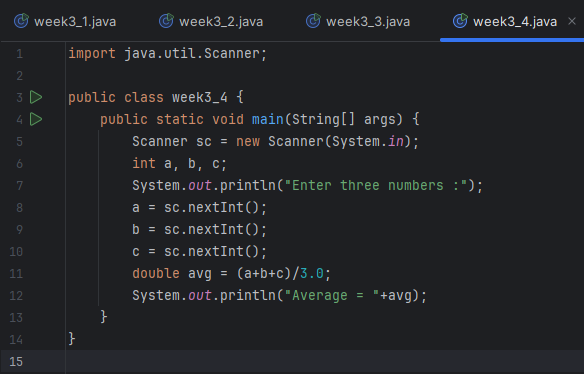 week3_1.java week3_2.java week3_3.java week3_4.java
1 import java.util.Scanner;
2
3 public class week3_4 {
4 public static void main(String[] args) {
5 Scanner sc = new Scanner(System.in);
6 int a, b, c;
7 System.out.println("Enter three numbers :");
8 a = sc.nextInt();
9 b = sc.nextInt();
10 c = sc.nextInt();
11 double avg = (a+b+c)/3.0;
12 System.out.println("Average = "+avg);
13 }
14 }
15